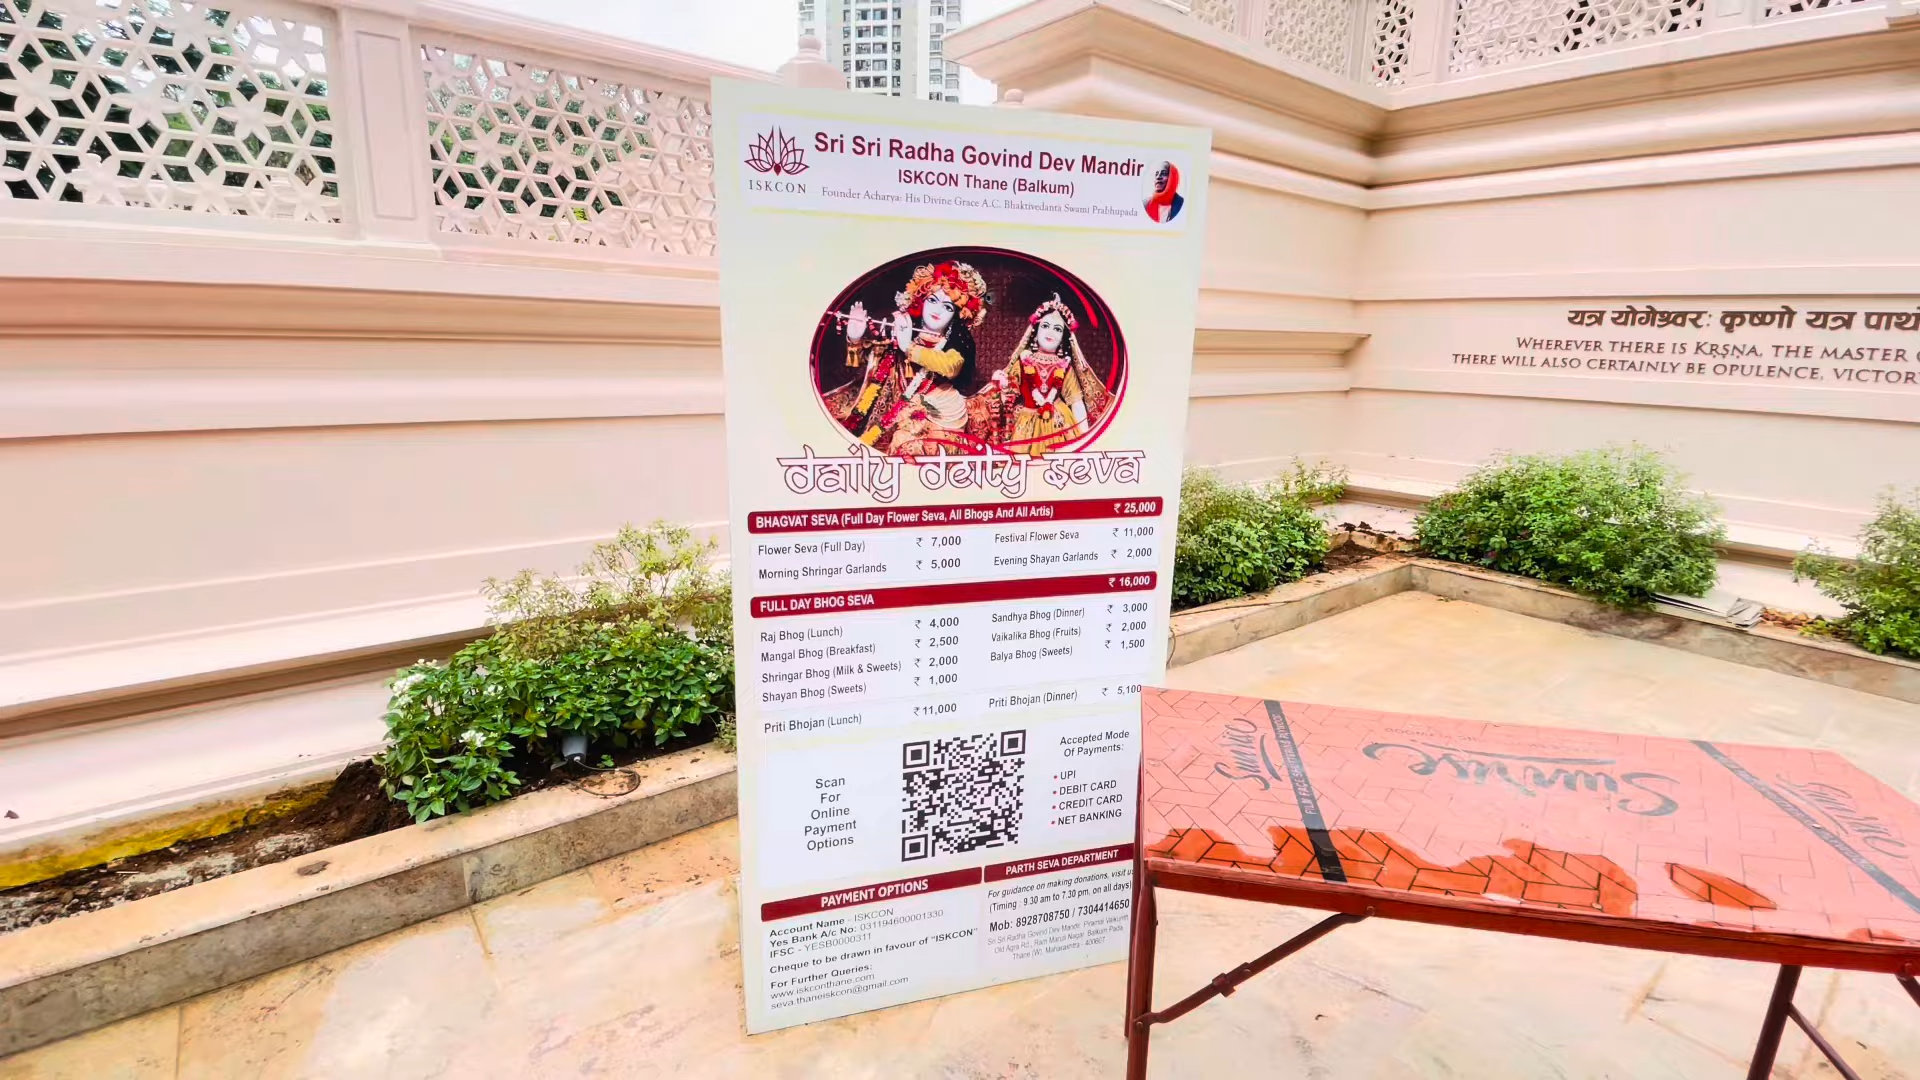 ISKCON
Sri Sri Radha Govind Dev Mandir
ISKCON Thane (Balkum)
Founder Acharya: His Divine Grace A.C. Bhaktivedanta Swami Prabhupada
daily deity seva
BHAGVAT SEVA (Full Day Flower Seva, All Bhogs And All Artis) ₹ 25,000
Flower Seva (Full Day) ₹ 7,000 Festival Flower Seva ₹ 11,000
Morning Shringar Garlands ₹ 5,000 Evening Shayan Garlands ₹ 2,000
FULL DAY BHOG SEVA ₹ 16,000
Raj Bhog (Lunch) ₹ 4,000 Sandhya Bhog (Dinner) ₹ 3,000
Mangal Bhog (Breakfast) ₹ 2,500 Vaikalika Bhog (Fruits) ₹ 2,000
Shringar Bhog (Milk & Sweets) ₹ 2,000 Balya Bhog (Sweets) ₹ 1,500
Shayan Bhog (Sweets) ₹ 1,000
Priti Bhojan (Lunch) ₹ 11,000 Priti Bhojan (Dinner) ₹ 5,100
Scan
For
Online
Payment
Options
Accepted Mode
Of Payments:
• UPI
• DEBIT CARD
• CREDIT CARD
• NET BANKING
PAYMENT OPTIONS
Account Name - ISKCON
Yes Bank A/c No: 031194600001330
IFSC - YESB0000311
Cheque to be drawn in favour of "ISKCON"
For Further Queries:
www.iskconthane.com
seva.thaneiskcon@gmail.com
PARTH SEVA DEPARTMENT
For guidance on making donations, visit us
(Timing : 9.30 am to 7.30 pm. on all days)
Mob: 8928708750 / 7304414650
Sri Sri Radha Govind Dev Mandir, Piramal Vaikunth
Old Agra Rd., Ram Maruti Nagar, Balkum Pada
Thane (W), Maharashtra - 400607
यत्र योगेश्वरः कृष्णो यत्र पार्थ
WHEREVER THERE IS KṚṢṆA, THE MASTER
THERE WILL ALSO CERTAINLY BE OPULENCE, VICTOR
Sunrise
Sunrise
Sunrise